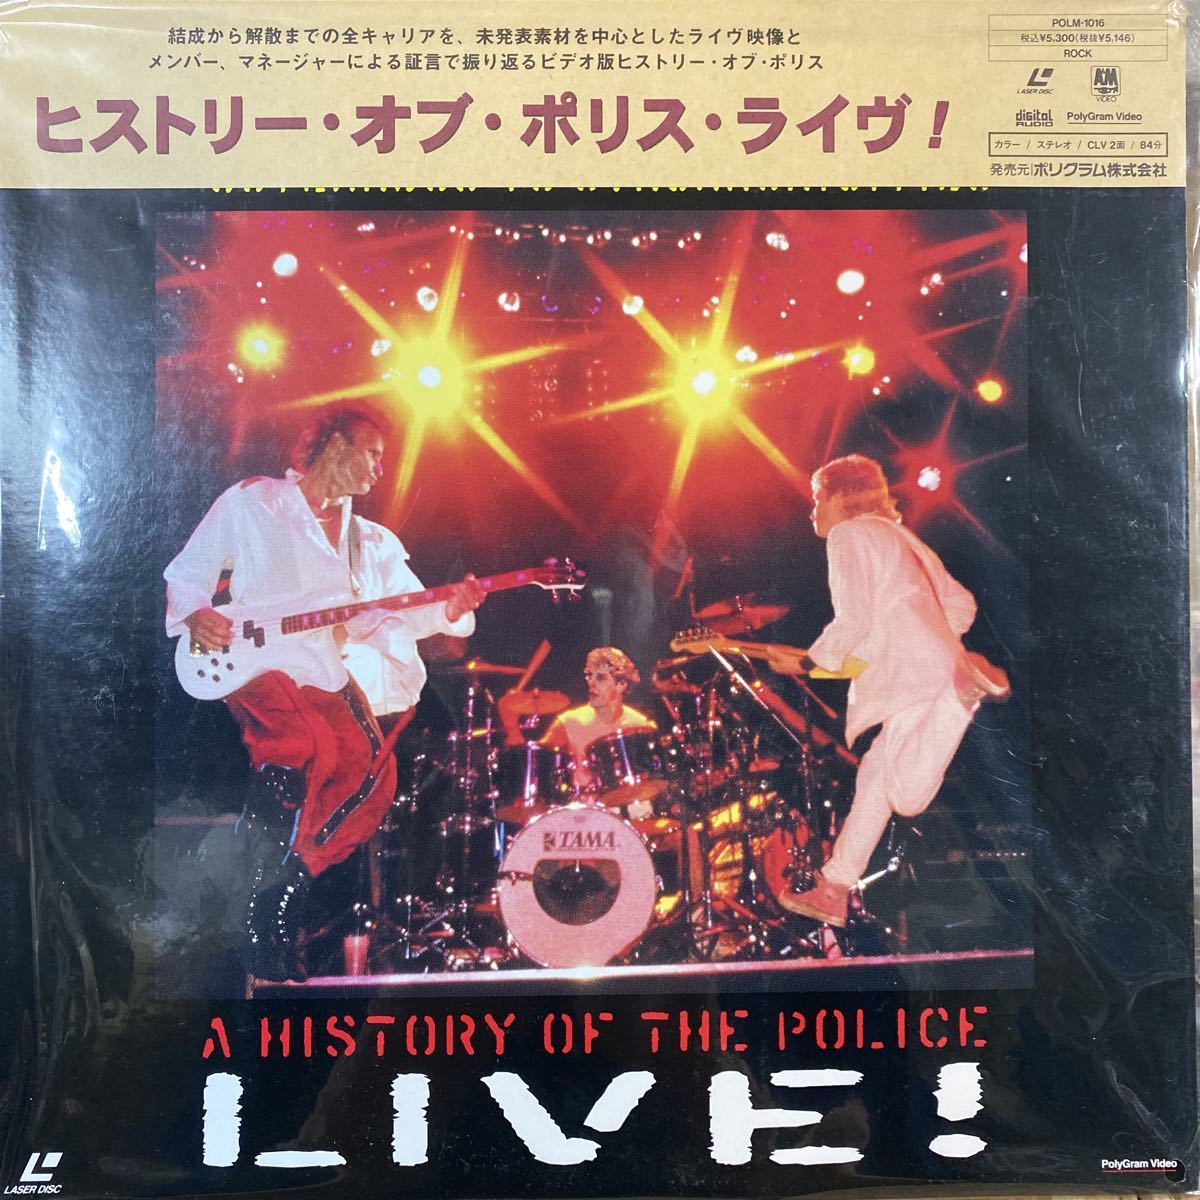 結成から解散までの全キャリアを、未発表素材を中心としたライヴ映像と
メンバー、マネージャーによる証言で振り返るビデオ版ヒストリー・オブ・ポリス
ヒストリー・オブ・ポリス・ライヴ!
POLM-1016
税込¥5,300(税抜¥5,146)
ROCK
LASER DISC
A&M VIDEO
digital AUDIO
PolyGram Video
カラー / ステレオ / CLV 2面 / 84分
発売元|ポリグラム株式会社
TAMA
A HISTORY OF THE POLICE
LIVE!
LASER DISC
PolyGram Video